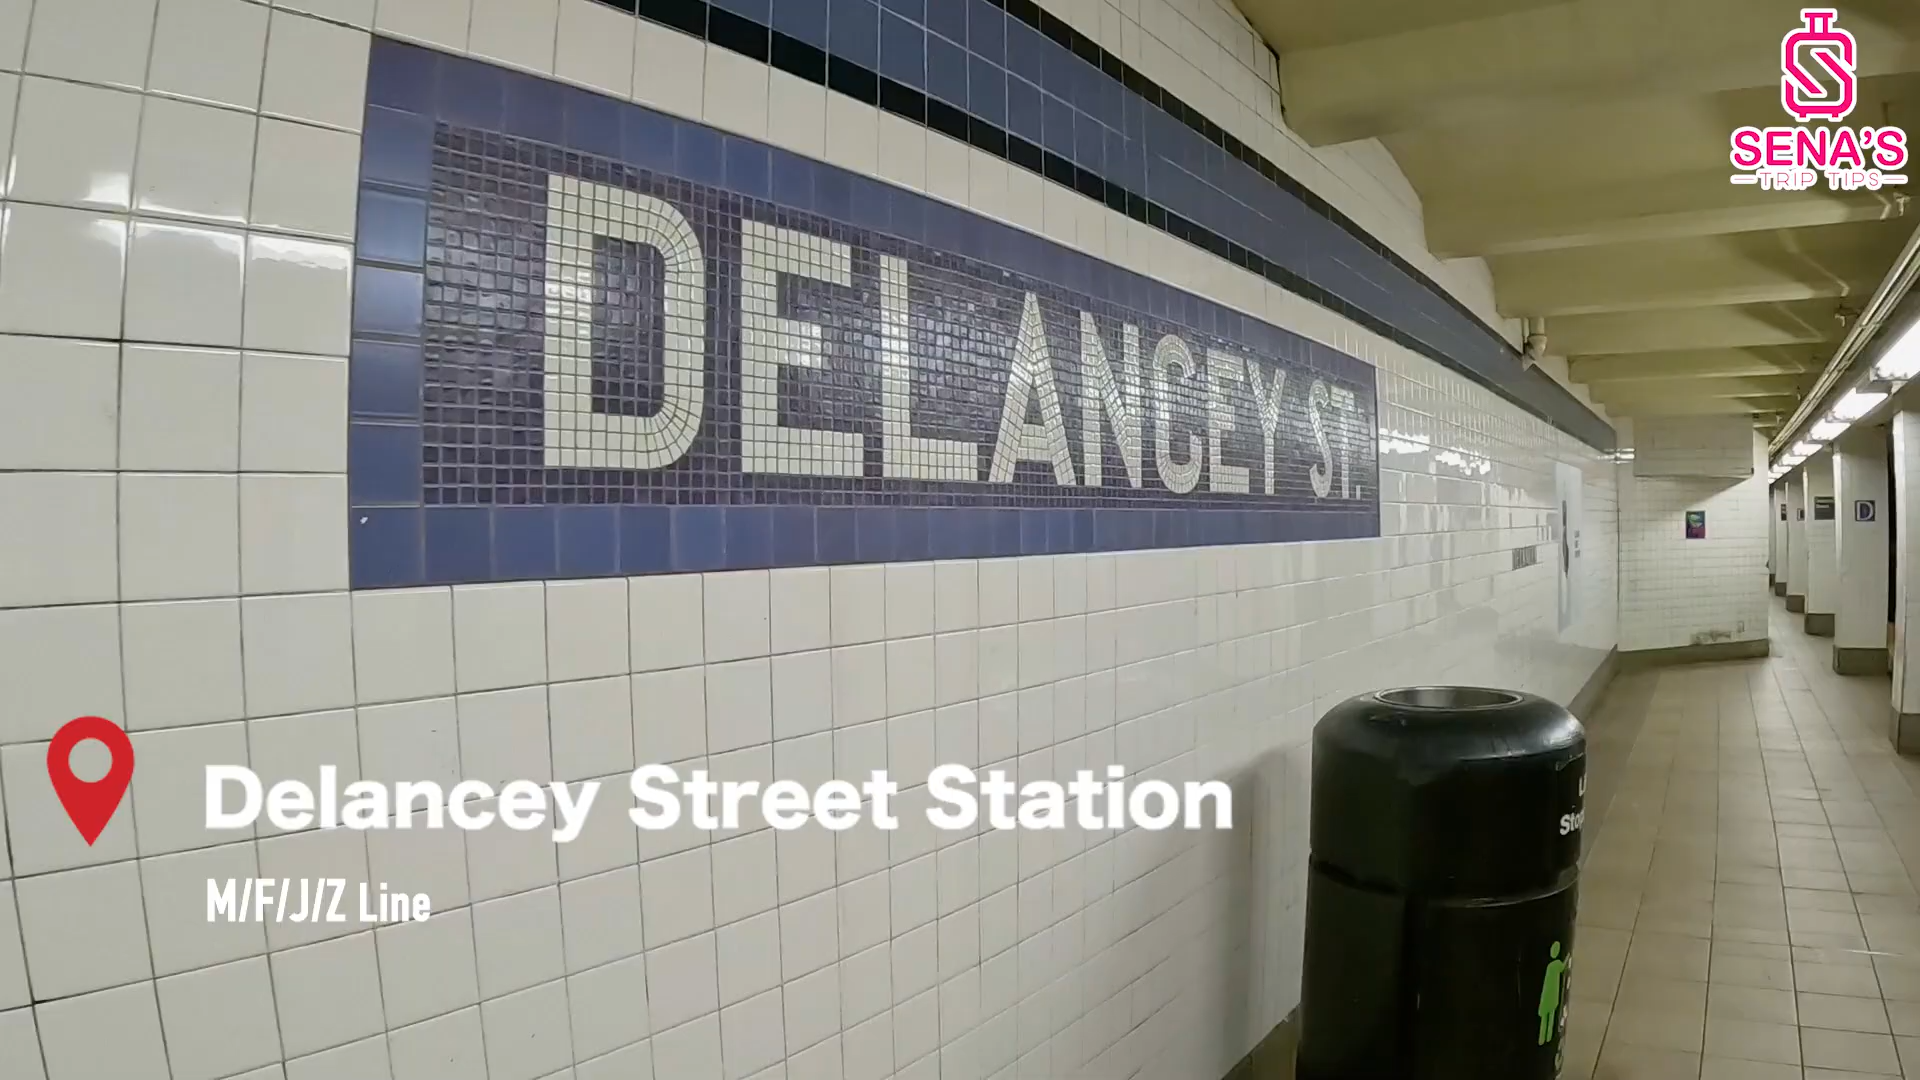 SENA'S
TRIP TIPS
DELANCEY ST.
D
Delancey Street Station
M/F/J/Z Line